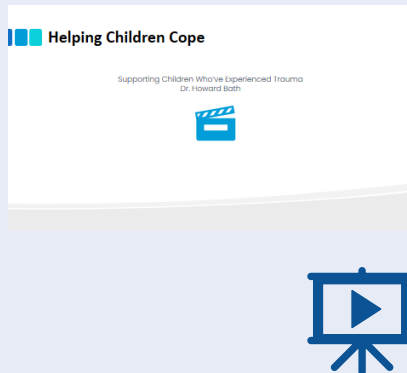 Helping Children Cope
Supporting Children Who've Experienced Trauma
Dr. Howard Bath